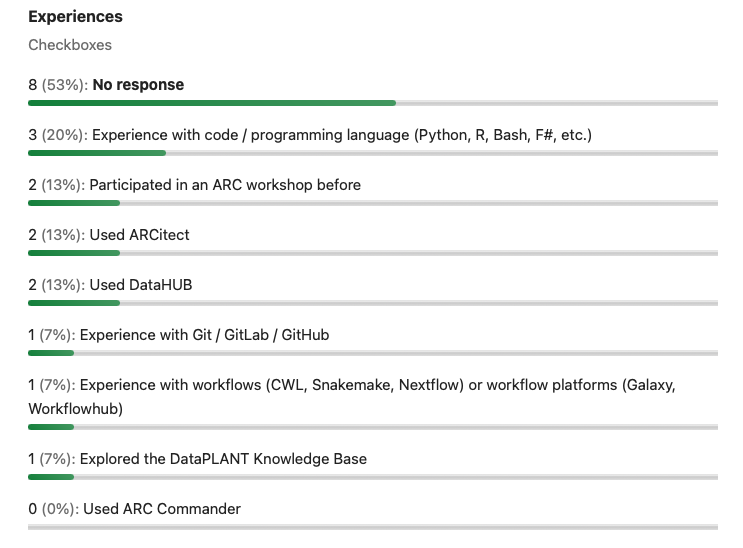 Experiences
Checkboxes
8 (53%): No response
3 (20%): Experience with code / programming language (Python, R, Bash, F#, etc.)
2 (13%): Participated in an ARC workshop before
2 (13%): Used ARCitect
2 (13%): Used DataHUB
1 (7%): Experience with Git / GitLab / GitHub
1 (7%): Experience with workflows (CWL, Snakemake, Nextflow) or workflow platforms (Galaxy,
Workflowhub)
1 (7%): Explored the DataPLANT Knowledge Base
0 (0%): Used ARC Commander